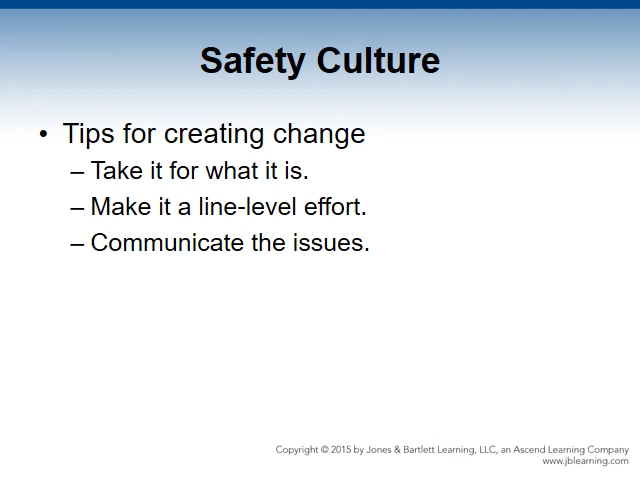 Safety Culture
• Tips for creating change
– Take it for what it is.
– Make it a line-level effort.
– Communicate the issues.
Copyright © 2015 by Jones & Bartlett Learning, LLC, an Ascend Learning Company
www.jblearning.com